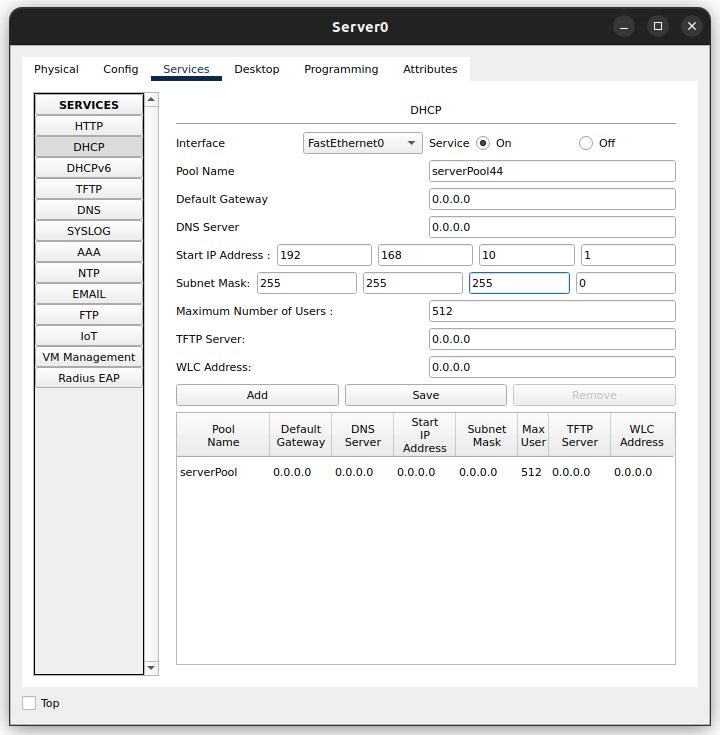 Server0
Physical Config Services Desktop Programming Attributes
SERVICES
HTTP
DHCP
DHCPv6
TFTP
DNS
SYSLOG
AAA
NTP
EMAIL
FTP
IoT
VM Management
Radius EAP
DHCP
Interface FastEthernet0 Service On Off
Pool Name serverPool44
Default Gateway 0.0.0.0
DNS Server 0.0.0.0
Start IP Address : 192 168 10 1
Subnet Mask: 255 255 255 0
Maximum Number of Users : 512
TFTP Server: 0.0.0.0
WLC Address: 0.0.0.0
Add Save Remove
Pool Name Default Gateway DNS Server Start IP Address Subnet Mask Max User TFTP Server WLC Address
serverPool 0.0.0.0 0.0.0.0 0.0.0.0 0.0.0.0 512 0.0.0.0 0.0.0.0
Top